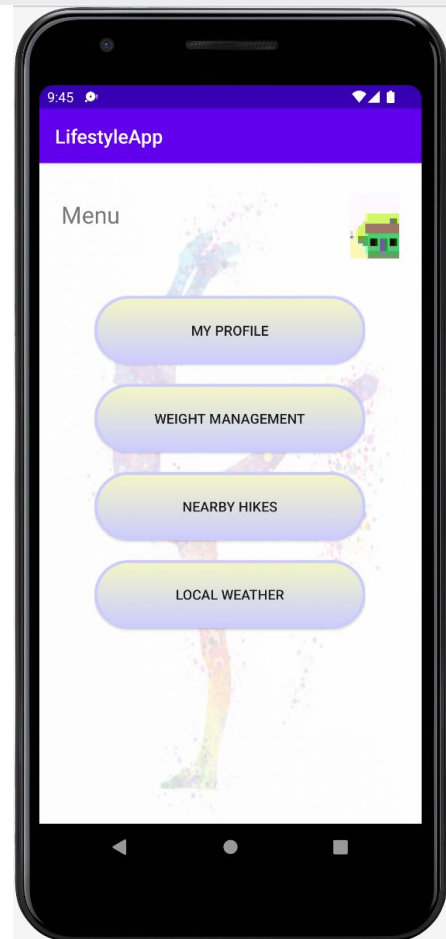 9:45
LifestyleApp
Menu
MY PROFILE
WEIGHT MANAGEMENT
NEARBY HIKES
LOCAL WEATHER